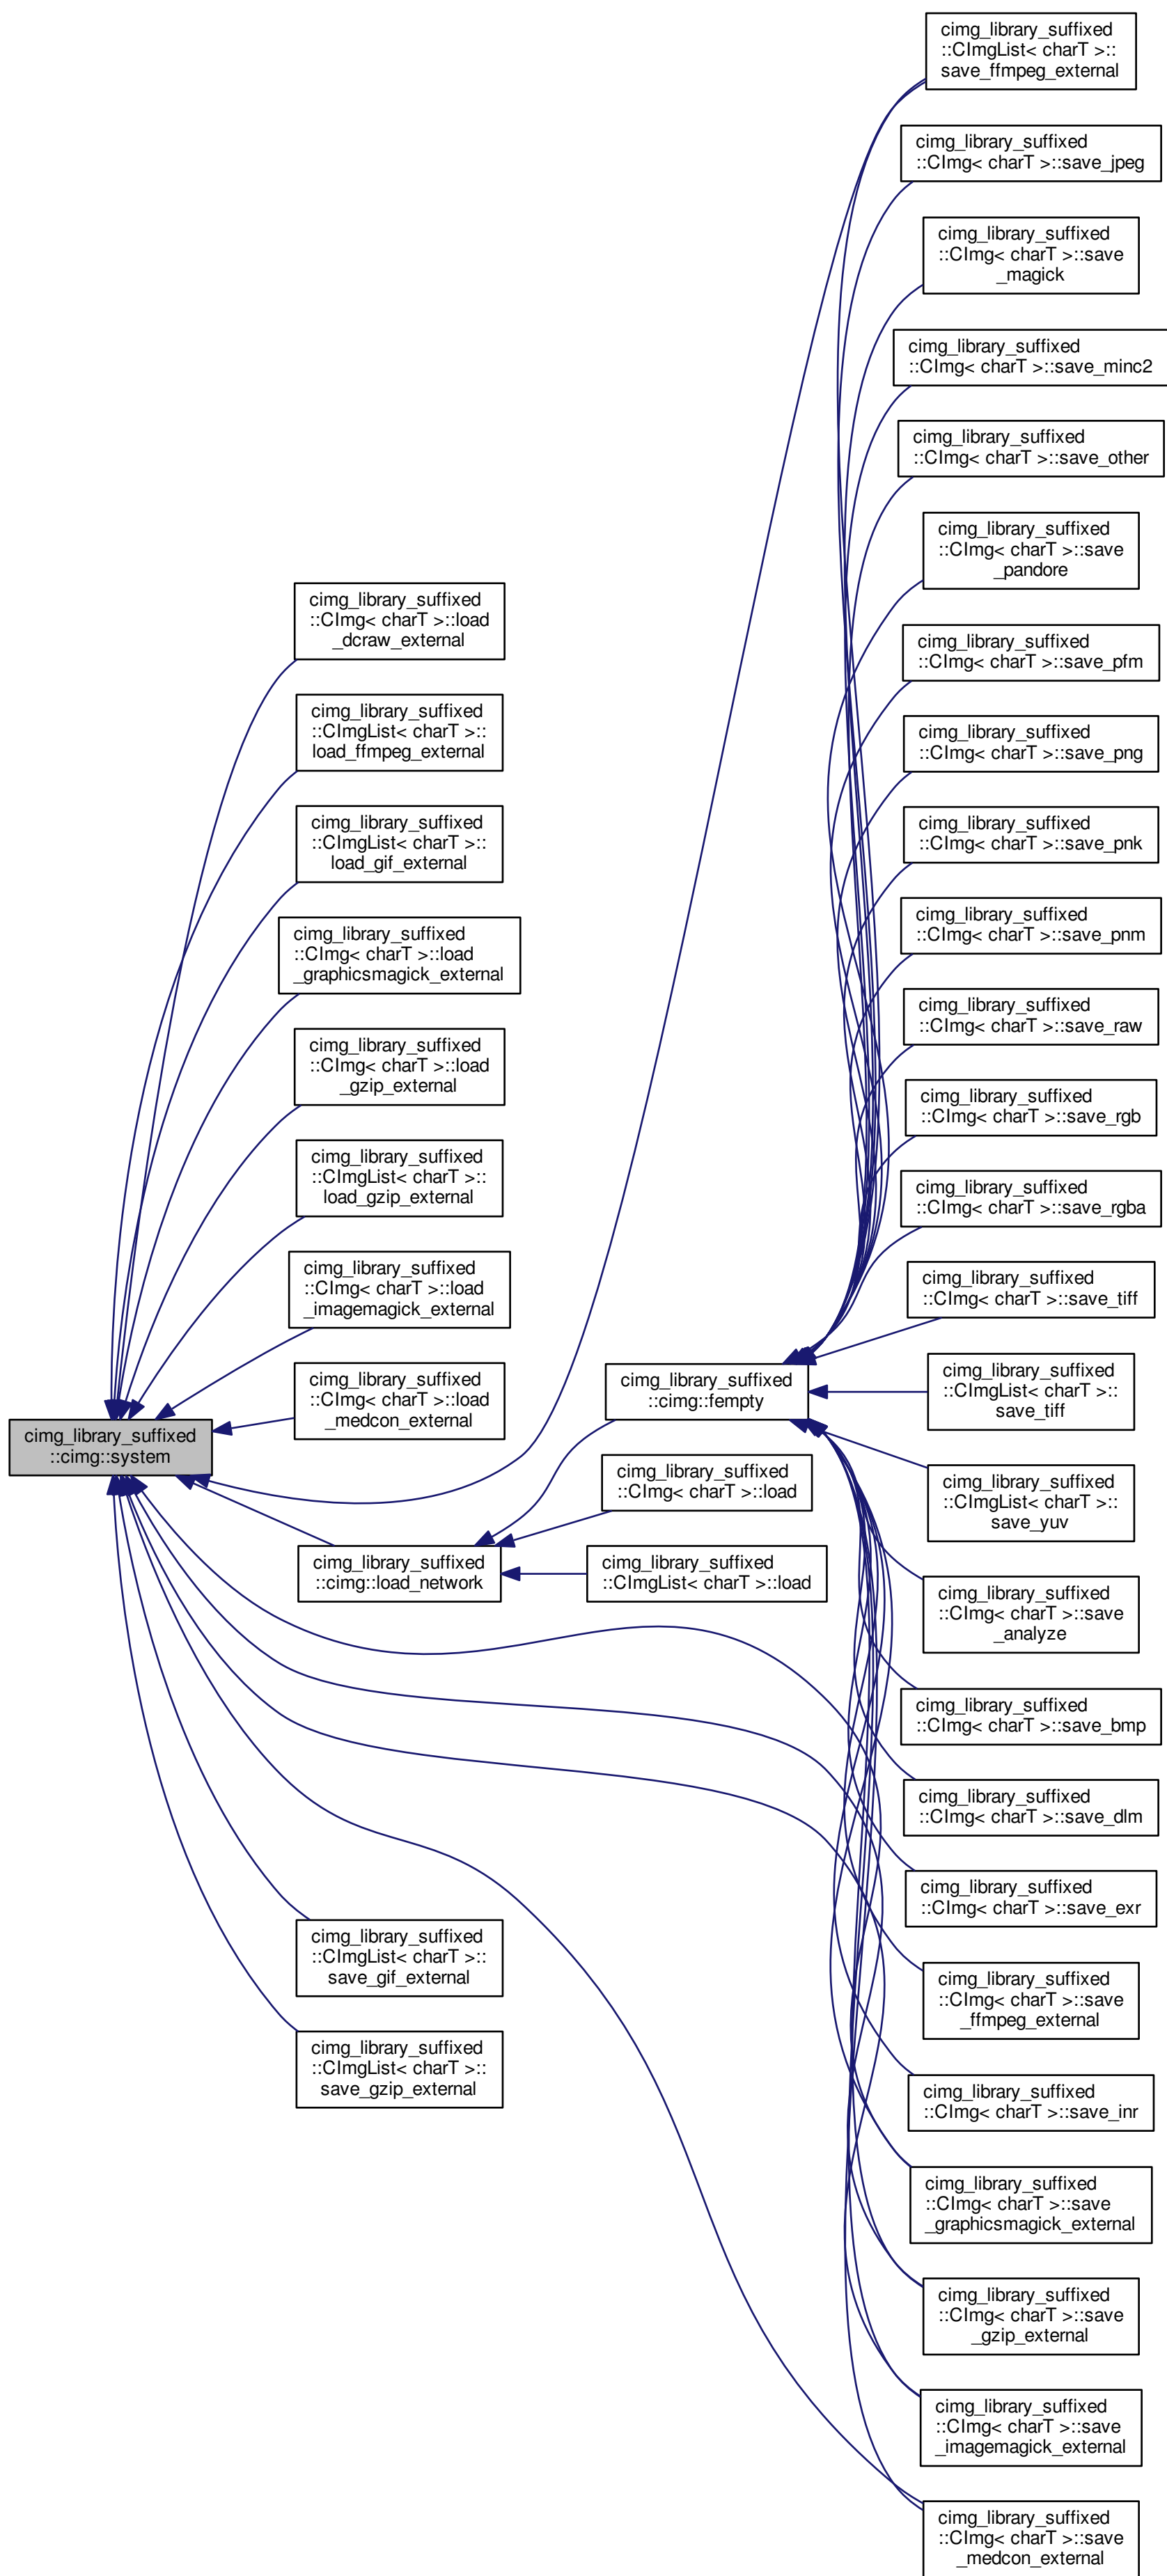 cimg_library_suffixed
::cimg::system
cimg_library_suffixed
::CImg< charT >::load
_dcraw_external
cimg_library_suffixed
::CImgList< charT >::
load_ffmpeg_external
cimg_library_suffixed
::CImgList< charT >::
load_gif_external
cimg_library_suffixed
::CImg< charT >::load
_graphicsmagick_external
cimg_library_suffixed
::CImg< charT >::load
_gzip_external
cimg_library_suffixed
::CImgList< charT >::
load_gzip_external
cimg_library_suffixed
::CImg< charT >::load
_imagemagick_external
cimg_library_suffixed
::CImg< charT >::load
_medcon_external
cimg_library_suffixed
::cimg::load_network
cimg_library_suffixed
::CImgList< charT >::
save_gif_external
cimg_library_suffixed
::CImgList< charT >::
save_gzip_external
cimg_library_suffixed
::cimg::fempty
cimg_library_suffixed
::CImg< charT >::load
cimg_library_suffixed
::CImgList< charT >::load
cimg_library_suffixed
::CImgList< charT >::
save_ffmpeg_external
cimg_library_suffixed
::CImg< charT >::save_jpeg
cimg_library_suffixed
::CImg< charT >::save
_magick
cimg_library_suffixed
::CImg< charT >::save_minc2
cimg_library_suffixed
::CImg< charT >::save_other
cimg_library_suffixed
::CImg< charT >::save
_pandore
cimg_library_suffixed
::CImg< charT >::save_pfm
cimg_library_suffixed
::CImg< charT >::save_png
cimg_library_suffixed
::CImg< charT >::save_pnk
cimg_library_suffixed
::CImg< charT >::save_pnm
cimg_library_suffixed
::CImg< charT >::save_raw
cimg_library_suffixed
::CImg< charT >::save_rgb
cimg_library_suffixed
::CImg< charT >::save_rgba
cimg_library_suffixed
::CImg< charT >::save_tiff
cimg_library_suffixed
::CImgList< charT >::
save_tiff
cimg_library_suffixed
::CImgList< charT >::
save_yuv
cimg_library_suffixed
::CImg< charT >::save
_analyze
cimg_library_suffixed
::CImg< charT >::save_bmp
cimg_library_suffixed
::CImg< charT >::save_dlm
cimg_library_suffixed
::CImg< charT >::save_exr
cimg_library_suffixed
::CImg< charT >::save
_ffmpeg_external
cimg_library_suffixed
::CImg< charT >::save_inr
cimg_library_suffixed
::CImg< charT >::save
_graphicsmagick_external
cimg_library_suffixed
::CImg< charT >::save
_gzip_external
cimg_library_suffixed
::CImg< charT >::save
_imagemagick_external
cimg_library_suffixed
::CImg< charT >::save
_medcon_external